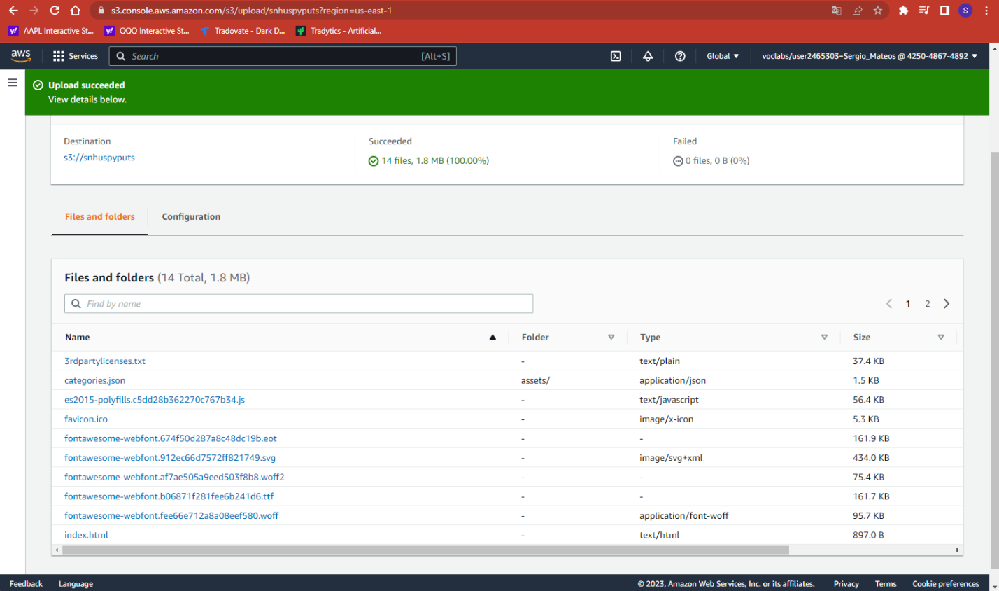 s3.console.aws.amazon.com/s3/upload/snhuspyputs?region=us-east-1
S
AAPL Interactive St...
QQQ Interactive St...
Tradovate - Dark D...
Tradytics - Artificial...
aws
Services
Search
[Alt+S]
Global
voclabs/user2465303=Sergio_Mateos @ 4250-4867-4892
Upload succeeded
View details below.
Destination
s3://snhuspyputs
Succeeded
14 files, 1.8 MB (100.00%)
Failed
0 files, 0 B (0%)
Files and folders
Configuration
Files and folders (14 Total, 1.8 MB)
Find by name
1 2
Name Folder Type Size
3rdpartylicenses.txt - text/plain 37.4 KB
categories.json assets/ application/json 1.5 KB
es2015-polyfills.c5dd28b362270c767b34.js - text/javascript 56.4 KB
favicon.ico - image/x-icon 5.3 KB
fontawesome-webfont.674f50d287a8c48dc19b.eot - - 161.9 KB
fontawesome-webfont.912ec66d7572ff821749.svg - image/svg+xml 434.0 KB
fontawesome-webfont.af7ae505a9eed503f8b8.woff2 - - 75.4 KB
fontawesome-webfont.b06871f281fee6b241d6.ttf - - 161.7 KB
fontawesome-webfont.fee66e712a8a08eef580.woff - application/font-woff 95.7 KB
index.html - text/html 897.0 B
Feedback Language © 2023, Amazon Web Services, Inc. or its affiliates. Privacy Terms Cookie preferences